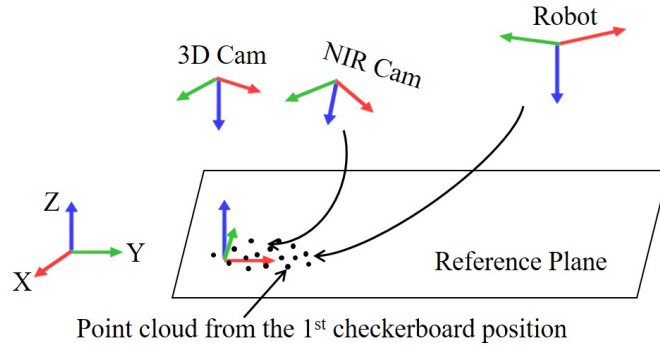 Robot
3D Cam
NIR Cam
Z
Y
X
Reference Plane
Point cloud from the 1st checkerboard position